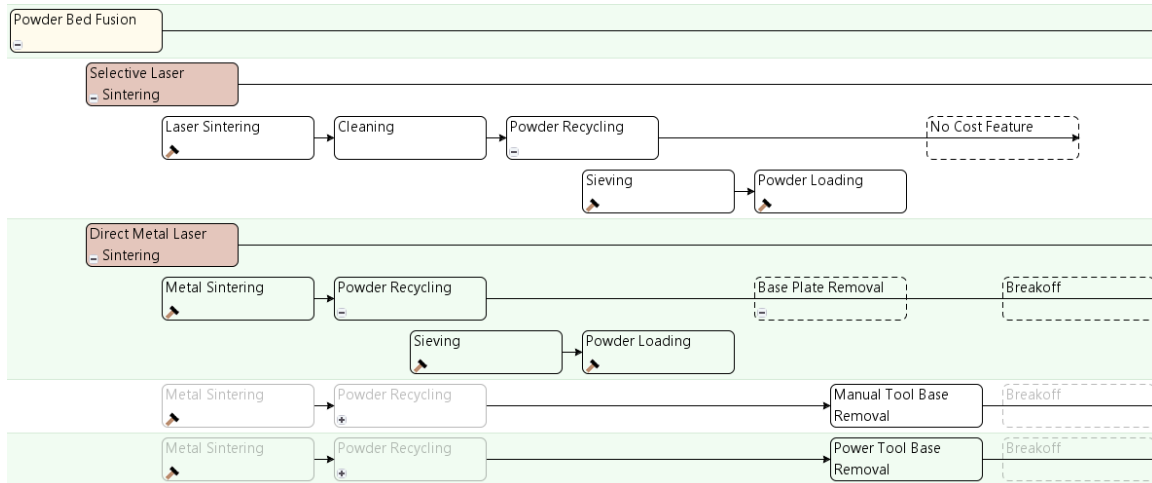 Powder Bed Fusion
Selective Laser
Sintering
Laser Sintering
Cleaning
Powder Recycling
No Cost Feature
Sieving
Powder Loading
Direct Metal Laser
Sintering
Metal Sintering
Powder Recycling
Base Plate Removal
Breakoff
Sieving
Powder Loading
Metal Sintering
Powder Recycling
Manual Tool Base
Removal
Breakoff
Metal Sintering
Powder Recycling
Power Tool Base
Removal
Breakoff